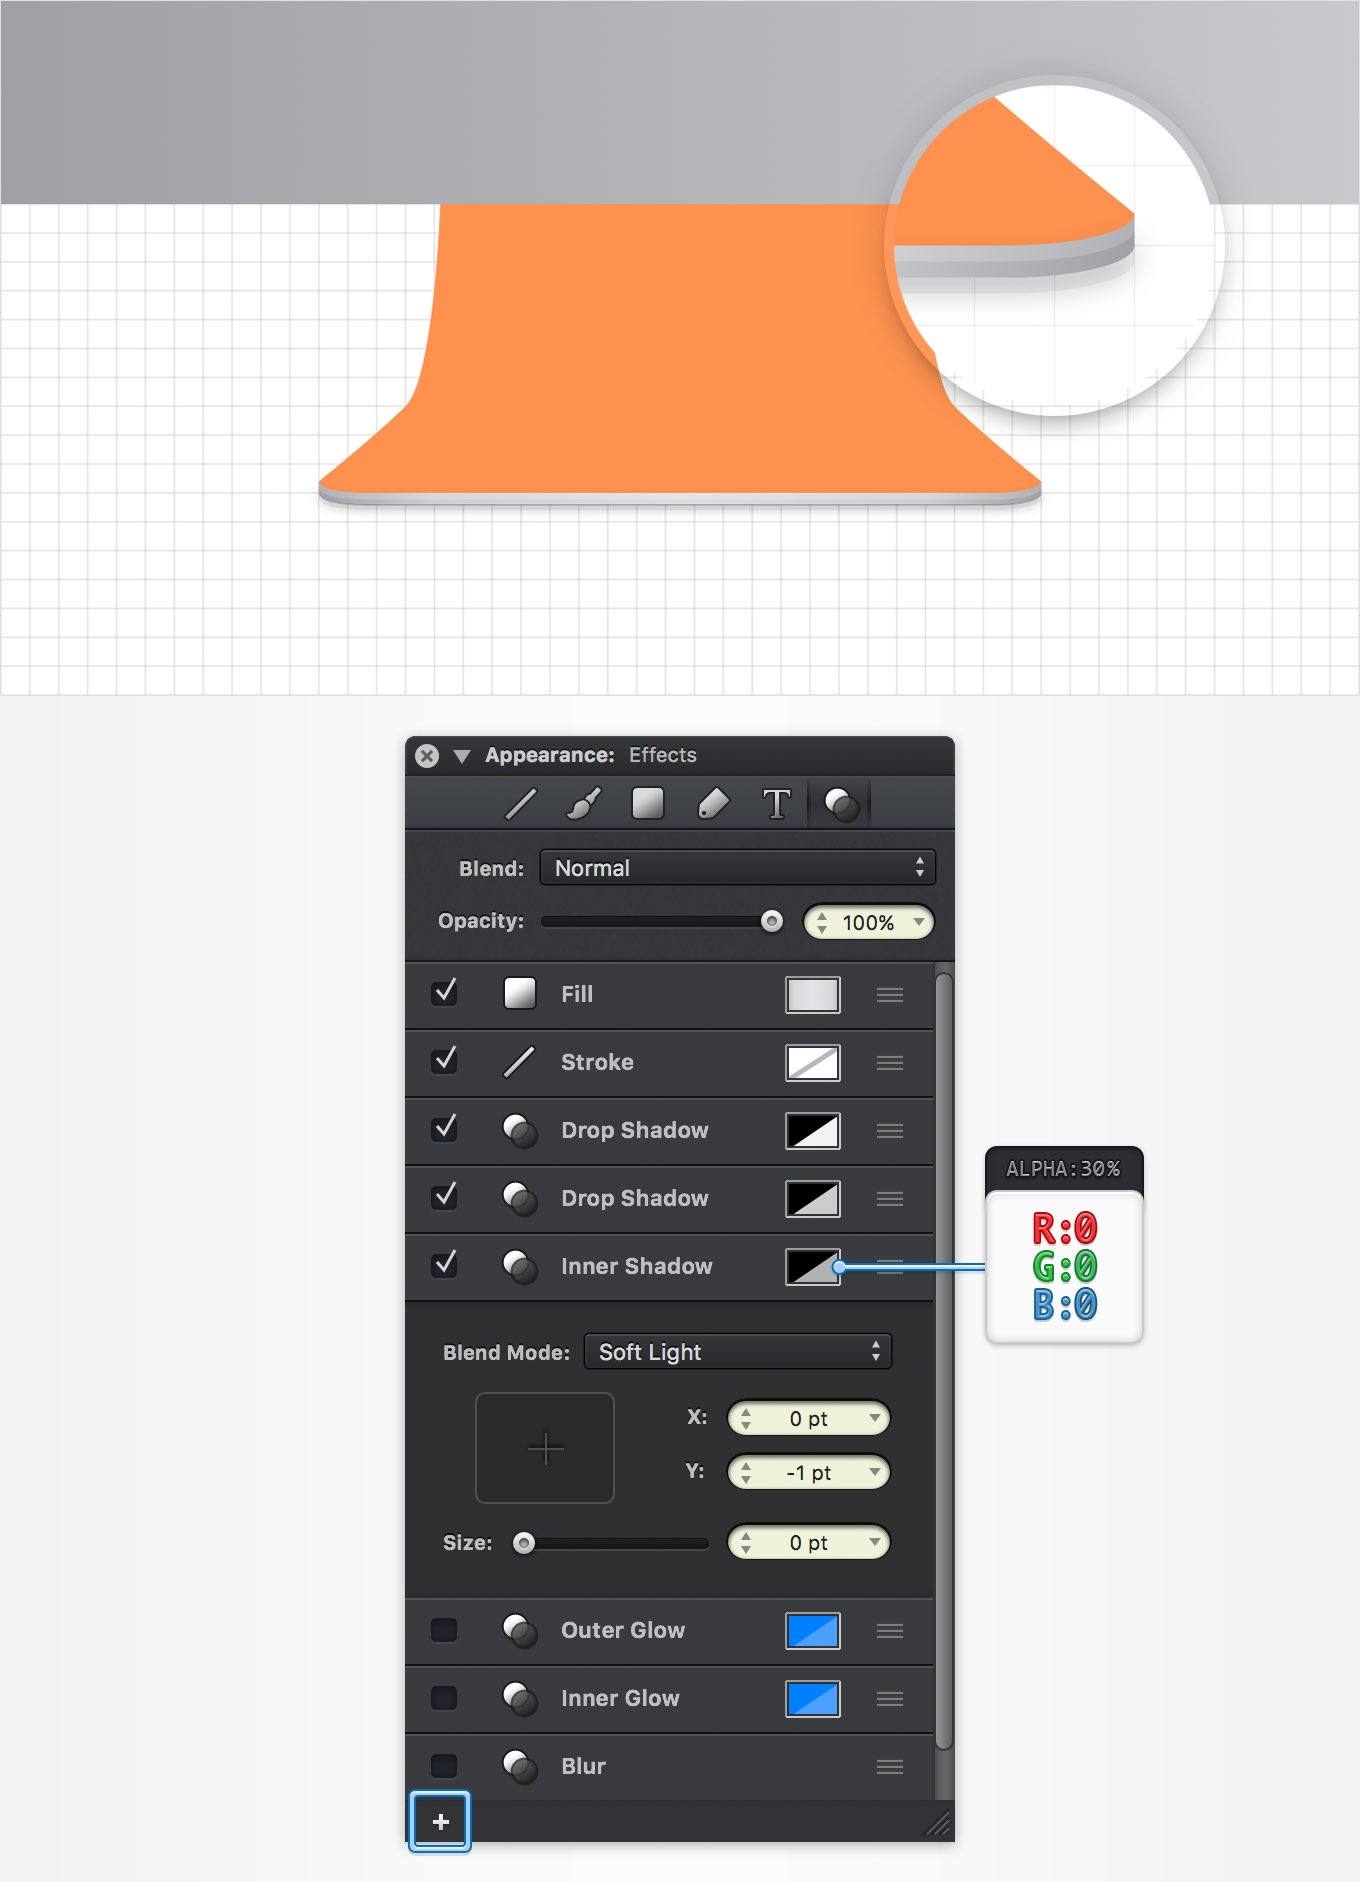 Appearance: Effects
T
Blend: Normal
Opacity: 100%
Fill
Stroke
Drop Shadow
Drop Shadow
Inner Shadow
ALPHA:30%
R:0
G:0
B:0
Blend Mode: Soft Light
X: 0 pt
Y: -1 pt
Size: 0 pt
Outer Glow
Inner Glow
Blur
+